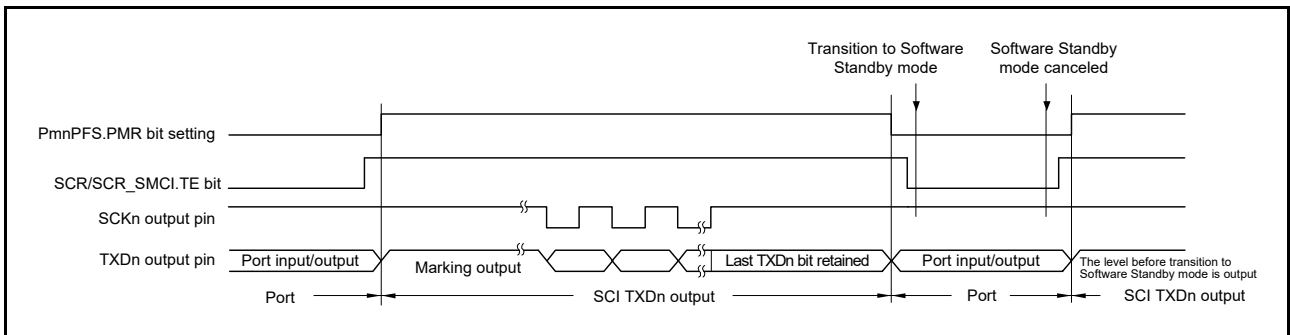 Transition to Software
Standby mode
Software Standby
mode canceled
PmnPFS.PMR bit setting
SCR/SCR_SMCI.TE bit
SCKn output pin
TXDn output pin
Port input/output
Marking output
Last TXDn bit retained
Port input/output
The level before transition to
Software Standby mode is output
Port
SCI TXDn output
Port
SCI TXDn output